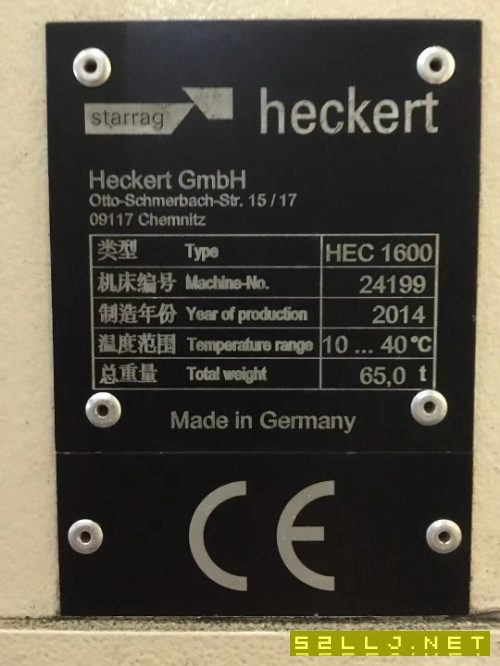 starrag heckert
Heckert GmbH
Otto-Schmerbach-Str. 15 / 17
09117 Chemnitz
类型 Type HEC 1600
机床编号 Machine-No. 24199
制造年份 Year of production 2014
温度范围 Temperature range 10 ... 40°C
总重量 Total weight 65,0 t
Made in Germany
CE
52LLJ.NET